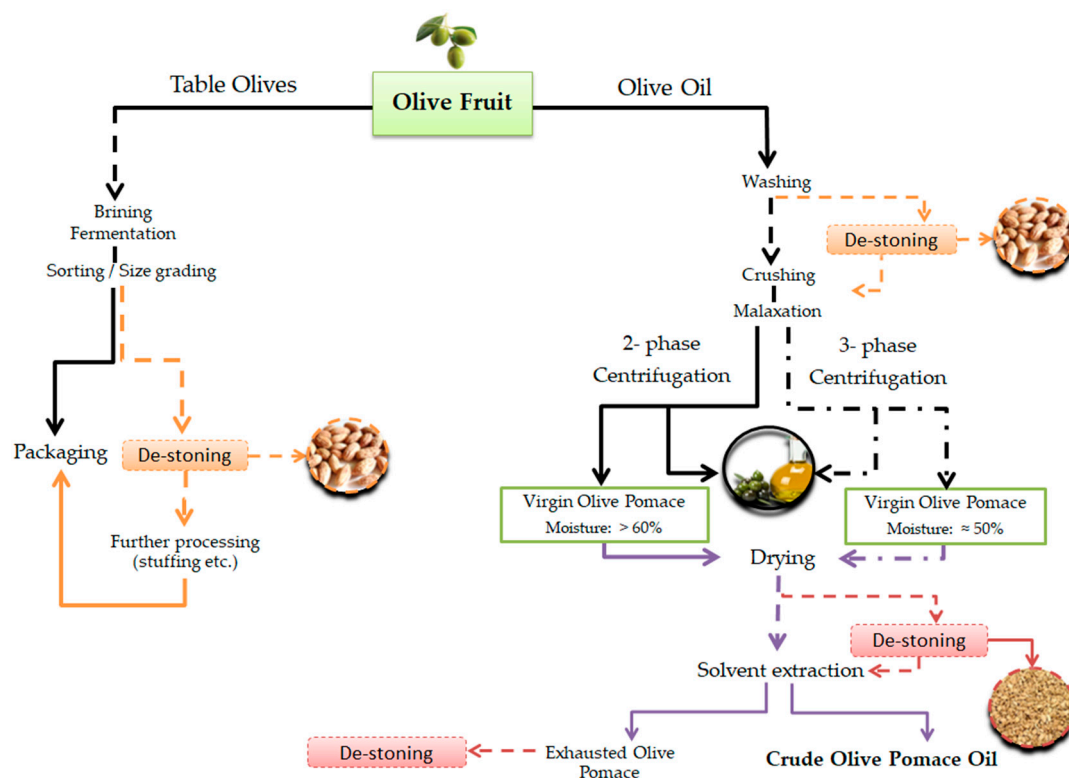 Olive Fruit
Table Olives
Olive Oil
Brining
Fermentation
Sorting / Size grading
Packaging
De-stoning
Further processing
(stuffing etc.)
Washing
De-stoning
Crushing
Malaxation
2- phase
Centrifugation
3- phase
Centrifugation
Virgin Olive Pomace
Moisture: > 60%
Virgin Olive Pomace
Moisture: ≈ 50%
Drying
De-stoning
Solvent extraction
De-stoning
Exhausted Olive
Pomace
Crude Olive Pomace Oil